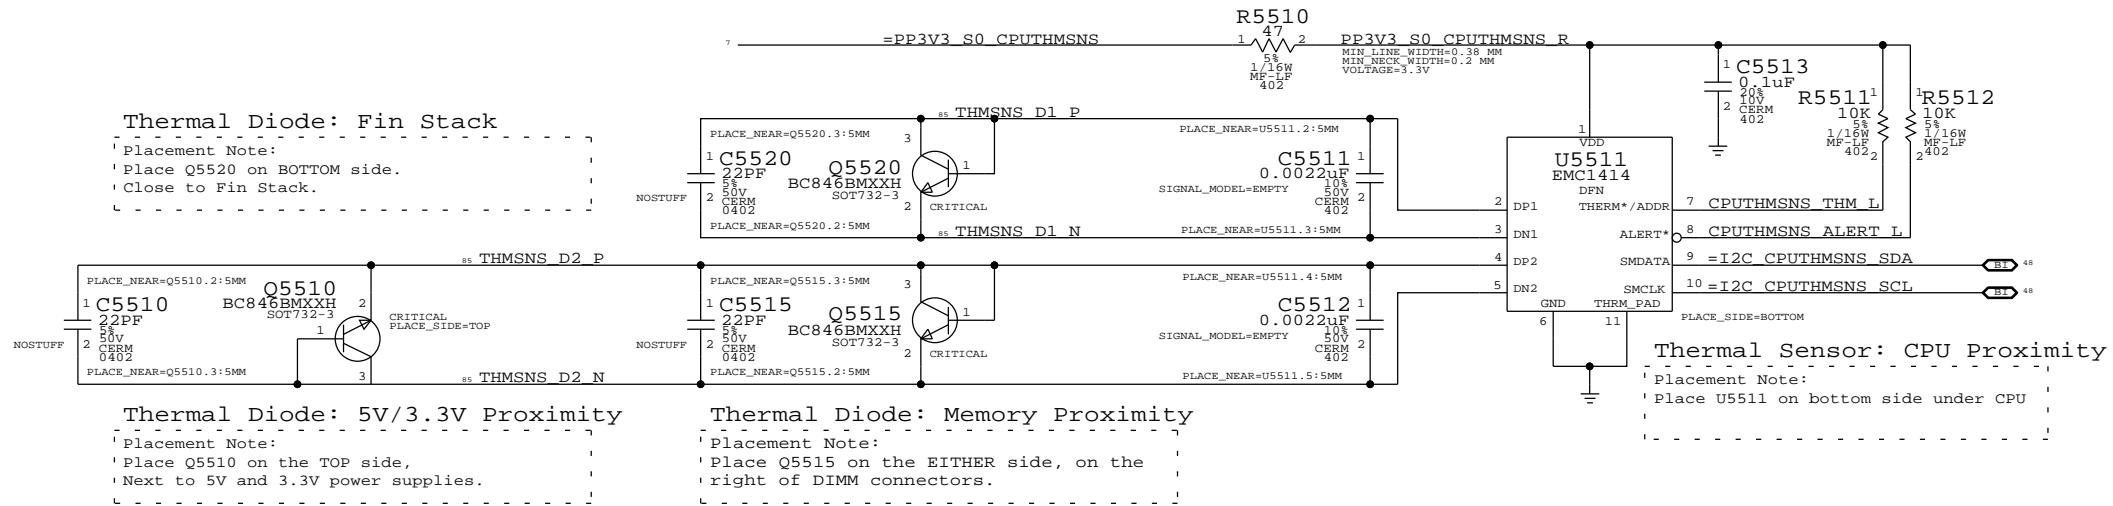 R5510
47
7 =PP3V3_S0_CPUTHMSNS 1 2 PP3V3_S0_CPUTHMSNS_R
5%
1/16W
MF-LF
402
MIN_LINE_WIDTH=0.38 MM
MIN_NECK_WIDTH=0.2 MM
VOLTAGE=3.3V
1
C5513
0.1uF
20%
10V
CERM
402
2
1
R5511
10K
5%
1/16W
MF-LF
402
2
1
R5512
10K
5%
1/16W
MF-LF
402
2
Thermal Diode: Fin Stack
Placement Note:
Place Q5520 on BOTTOM side.
Close to Fin Stack.
85 THMSNS_D1_P
PLACE_NEAR=Q5520.3:5MM
1
C5520
22PF
5%
50V
CERM
0402
2
NOSTUFF
PLACE_NEAR=Q5520.2:5MM
3
Q5520
BC846BMXXH
SOT732-3
1
2
CRITICAL
85 THMSNS_D1_N
PLACE_NEAR=U5511.2:5MM
C5511
0.0022uF
10%
50V
CERM
402
1
2
SIGNAL_MODEL=EMPTY
PLACE_NEAR=U5511.3:5MM
1
VDD
U5511
EMC1414
DFN
2 DP1
3 DN1
4 DP2
5 DN2
THERM*/ADDR 7 CPUTHMSNS_THM_L
ALERT* 8 CPUTHMSNS_ALERT_L
SMDATA 9 =I2C_CPUTHMSNS_SDA BI 48
SMCLK 10 =I2C_CPUTHMSNS_SCL BI 48
GND THRM_PAD
6 11
PLACE_SIDE=BOTTOM
85 THMSNS_D2_P
PLACE_NEAR=Q5510.2:5MM
1
C5510
22PF
5%
50V
CERM
0402
2
NOSTUFF
PLACE_NEAR=Q5510.3:5MM
Q5510
BC846BMXXH
SOT732-3
2
1
3
CRITICAL
PLACE_SIDE=TOP
85 THMSNS_D2_N
PLACE_NEAR=Q5515.3:5MM
1
C5515
22PF
5%
50V
CERM
0402
2
NOSTUFF
PLACE_NEAR=Q5515.2:5MM
3
Q5515
BC846BMXXH
SOT732-3
1
2
CRITICAL
PLACE_NEAR=U5511.4:5MM
C5512
0.0022uF
10%
50V
CERM
402
1
2
SIGNAL_MODEL=EMPTY
PLACE_NEAR=U5511.5:5MM
Thermal Sensor: CPU Proximity
Placement Note:
Place U5511 on bottom side under CPU
Thermal Diode: 5V/3.3V Proximity
Placement Note:
Place Q5510 on the TOP side,
Next to 5V and 3.3V power supplies.
Thermal Diode: Memory Proximity
Placement Note:
Place Q5515 on the EITHER side, on the
right of DIMM connectors.